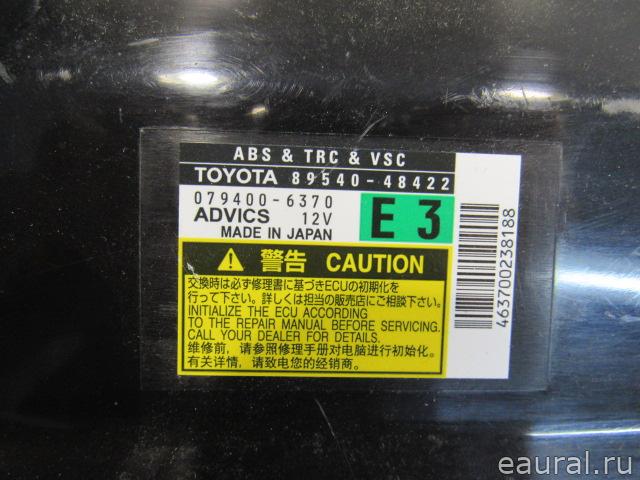 ABS & TRC & VSC
TOYOTA 89540-48422
079400-6370
ADVICS 12V
MADE IN JAPAN
E3
警告 CAUTION
交換時は必ず修理書に基づきECUの初期化を
行って下さい。詳しくは担当の販売店にご相談下さい。
INITIALIZE THE ECU ACCORDING
TO THE REPAIR MANUAL BEFORE SERVICING.
CALL YOUR DEALER FOR DETAILS.
维修前，请参照修理手册对电脑进行初始化。
有关详情，请致电您的经销商。
463700238188
eaural.ru